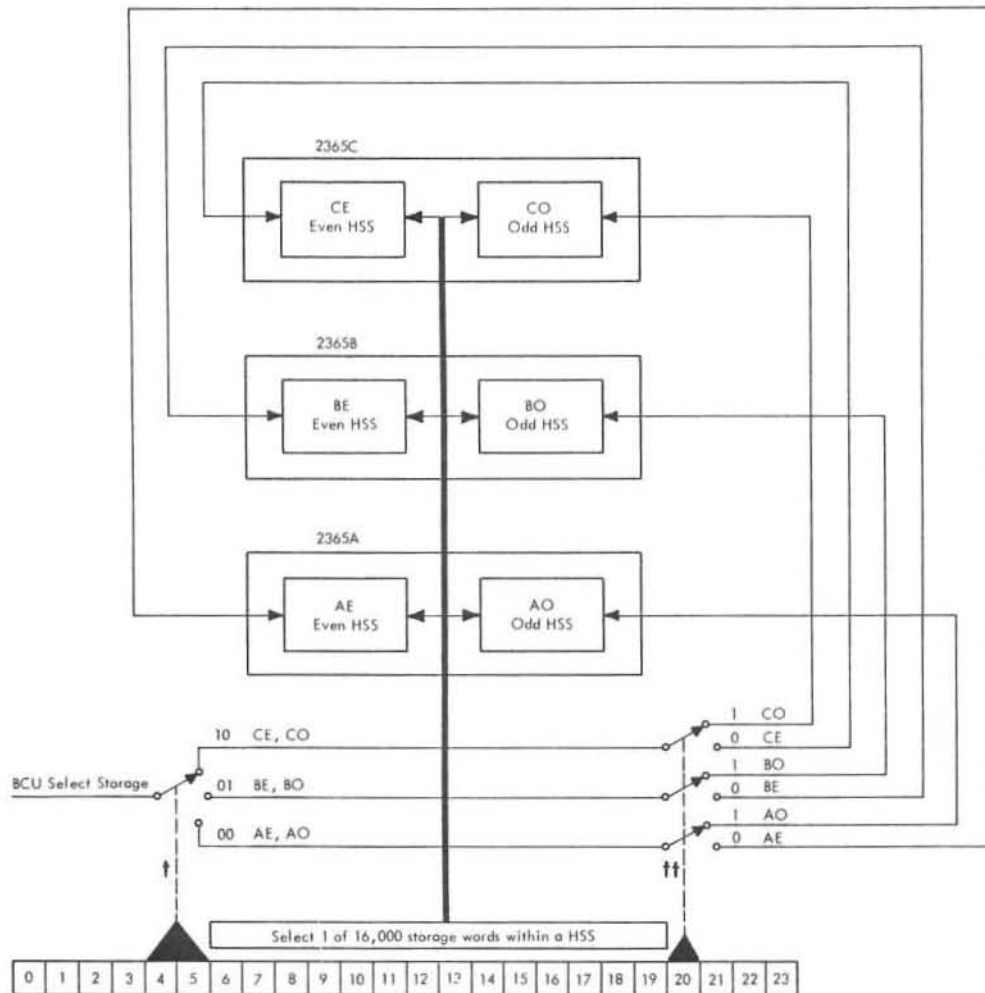 2365C
CE
Even HSS
CO
Odd HSS
2365B
BE
Even HSS
BO
Odd HSS
2365A
AE
Even HSS
AO
Odd HSS
1 CO
10 CE, CO
0 CE
1 BO
BCU Select Storage
01 BE, BO
0 BE
1 AO
00 AE, AO
0 AE
† ††
Select 1 of 16,000 storage words within a HSS
0 1 2 3 4 5 6 7 8 9 10 11 12 13 14 15 16 17 18 19 20 21 22 23